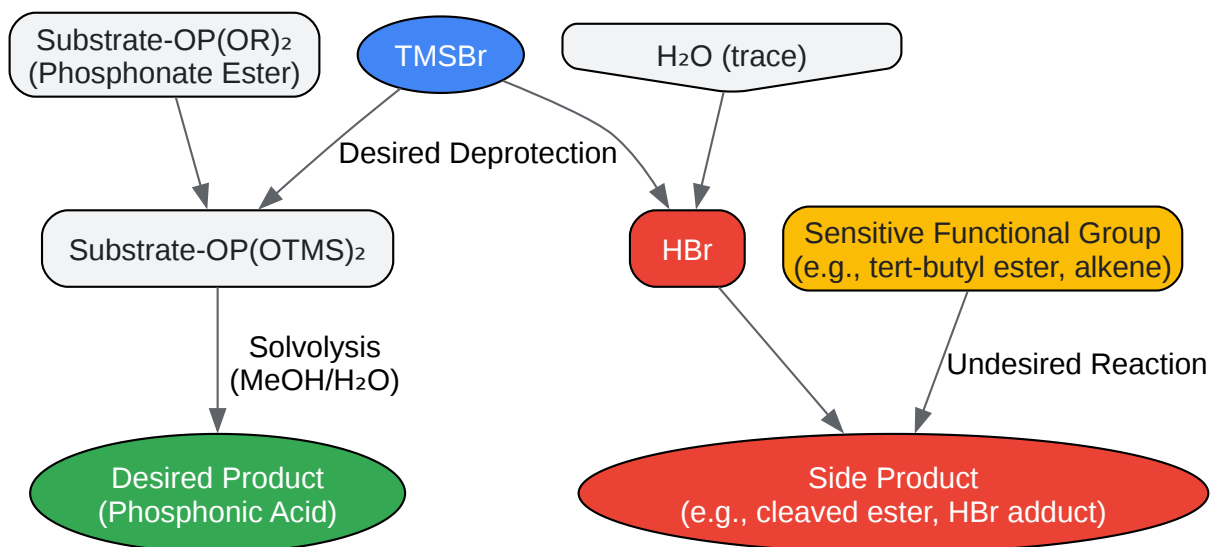 Substrate-OP(OR)₂
(Phosphonate Ester)
TMSBr
H₂O (trace)
Desired Deprotection
Substrate-OP(OTMS)₂
HBr
Sensitive Functional Group
(e.g., tert-butyl ester, alkene)
Solvolysis
(MeOH/H₂O)
Undesired Reaction
Desired Product
(Phosphonic Acid)
Side Product
(e.g., cleaved ester, HBr adduct)